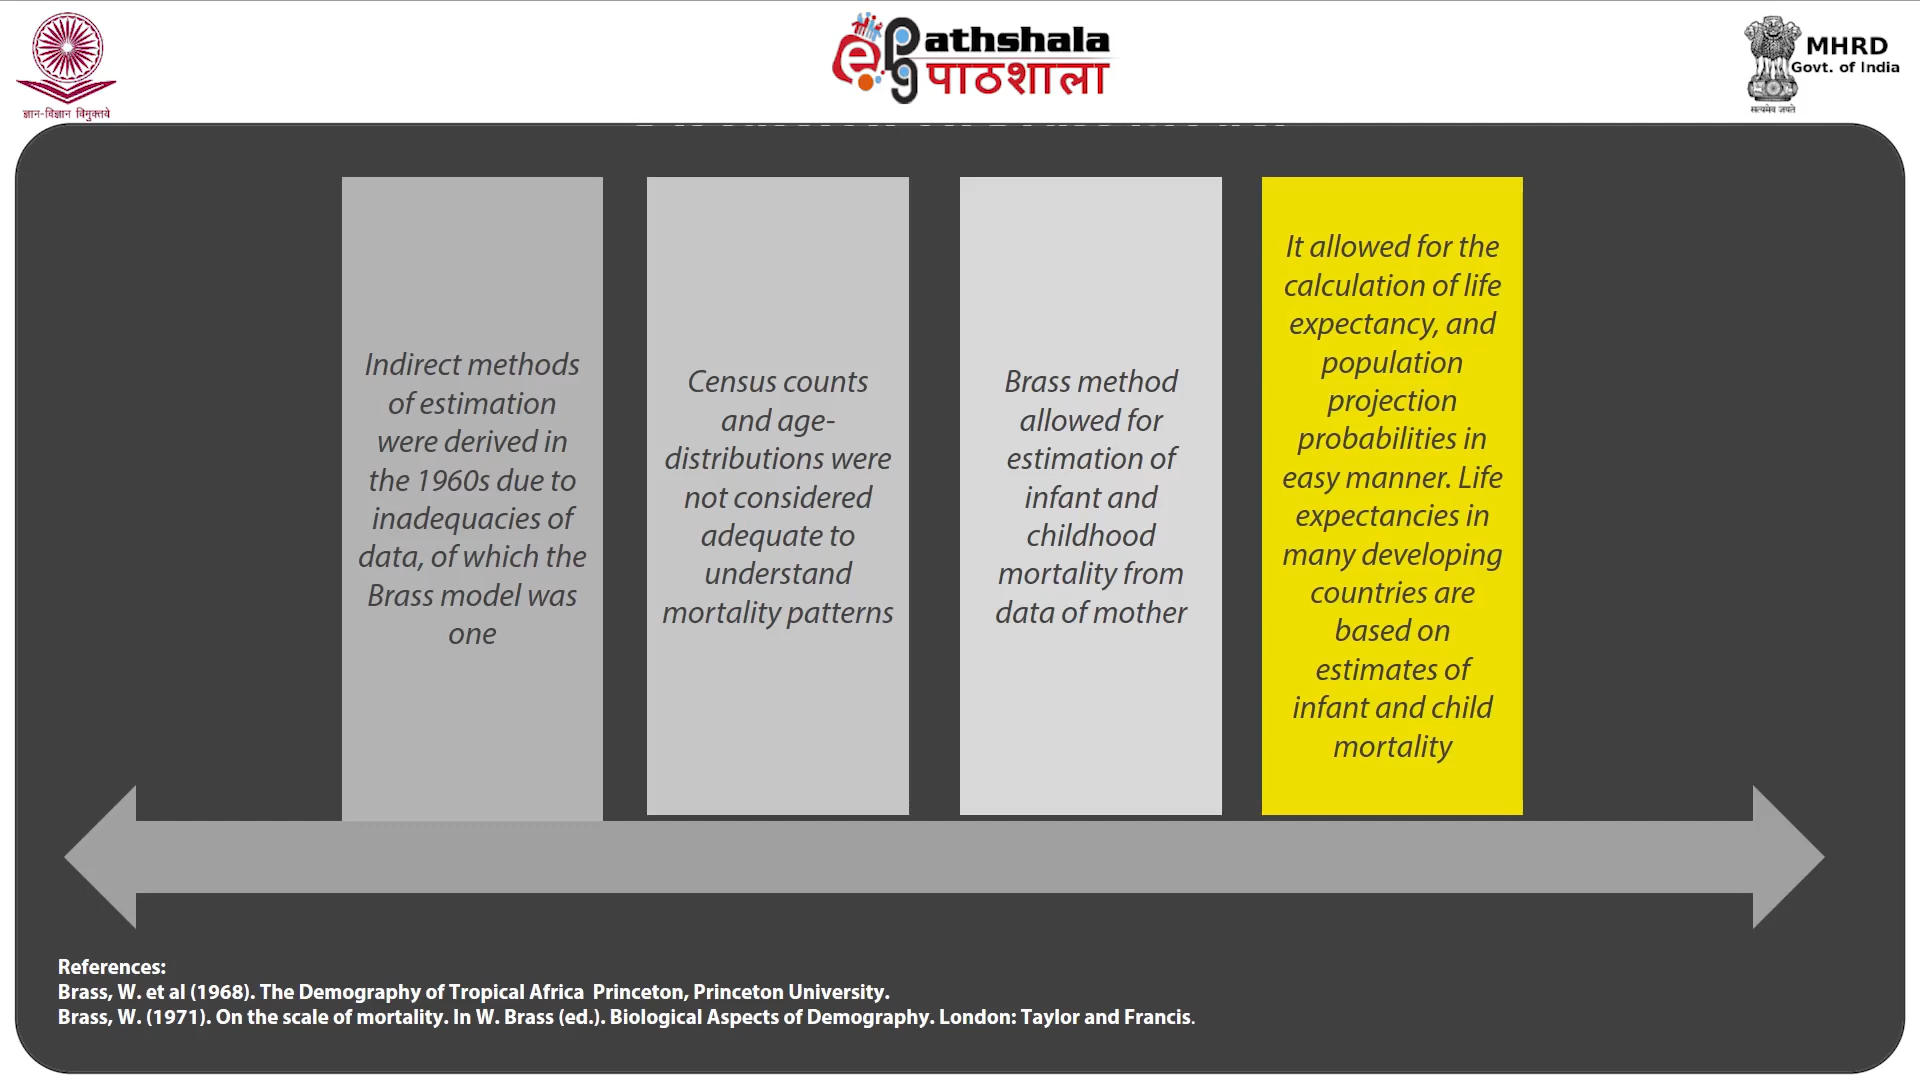 ज्ञान-विज्ञान विमुक्तये
ePG Pathshala
पाठशाला
MHRD
Govt. of India
सत्यमेव जयते
Indirect methods
of estimation
were derived in
the 1960s due to
inadequacies of
data, of which the
Brass model was
one
Census counts
and age-
distributions were
not considered
adequate to
understand
mortality patterns
Brass method
allowed for
estimation of
infant and
childhood
mortality from
data of mother
It allowed for the
calculation of life
expectancy, and
population
projection
probabilities in
easy manner. Life
expectancies in
many developing
countries are
based on
estimates of
infant and child
mortality
References:
Brass, W. et al (1968). The Demography of Tropical Africa  Princeton, Princeton University.
Brass, W. (1971). On the scale of mortality. In W. Brass (ed.). Biological Aspects of Demography. London: Taylor and Francis.